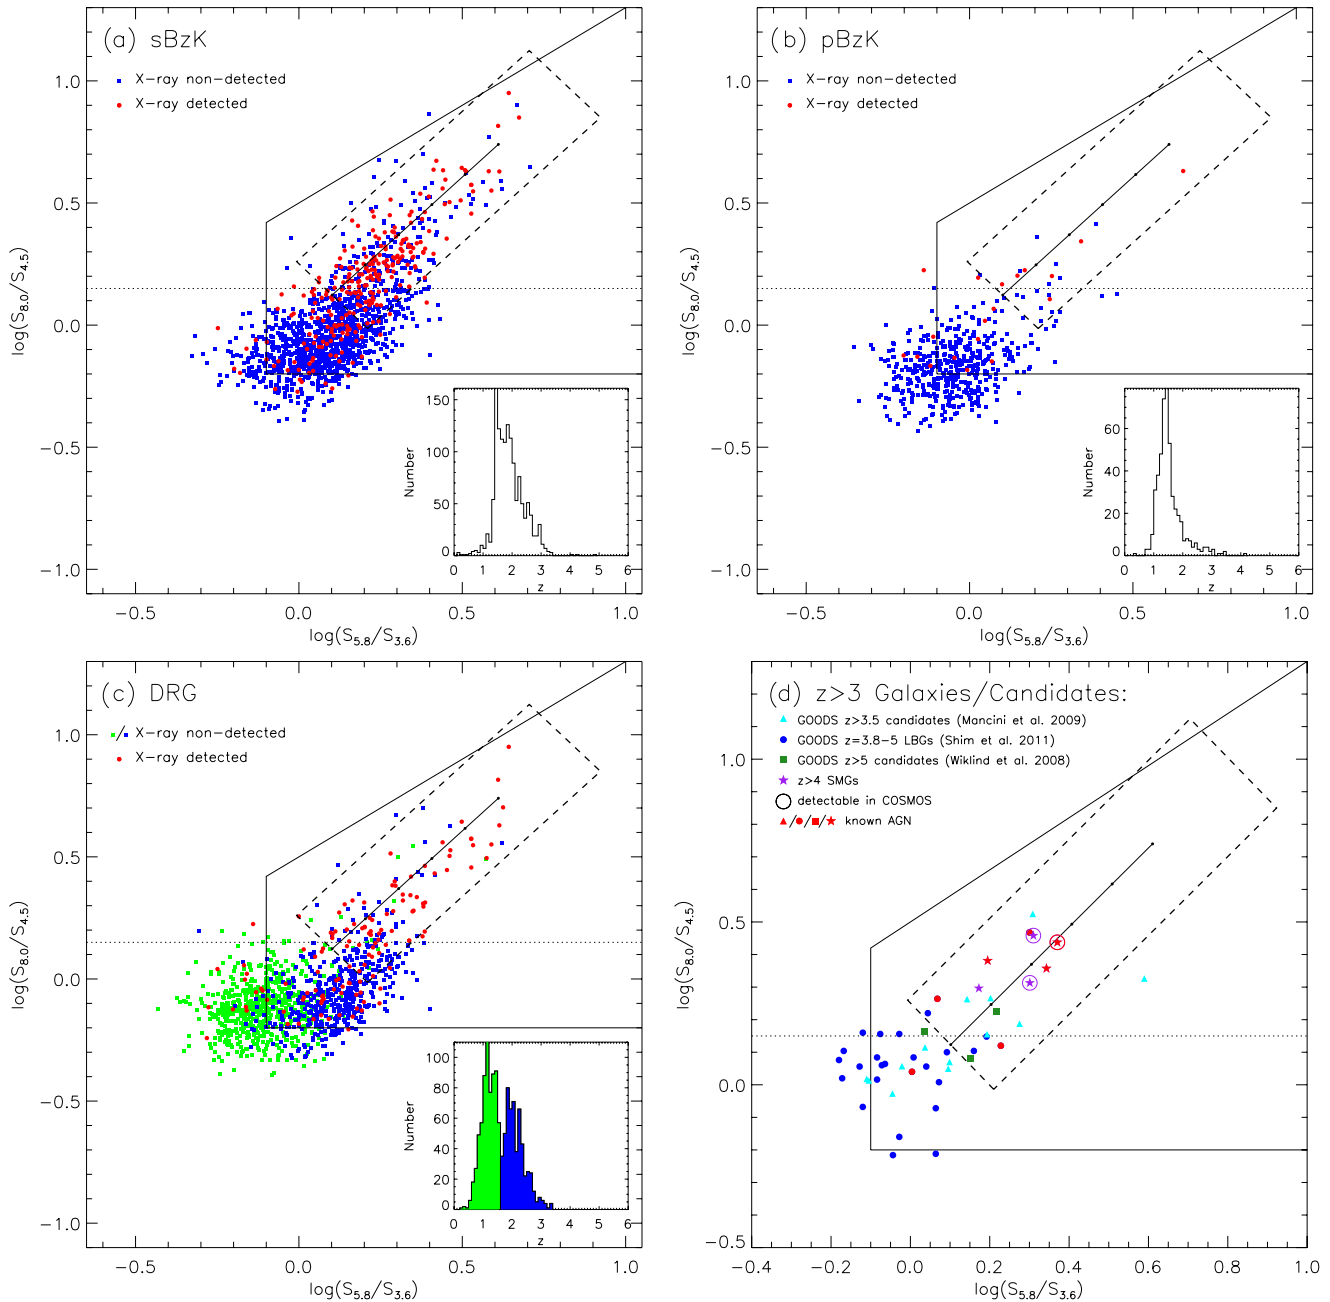 (a) sBzK
X-ray non-detected
X-ray detected
1.0
0.5
0.0
−0.5
−1.0
log(S8.0/S4.5)
−0.5 0.0 0.5 1.0
log(S5.8/S3.6)
150
100
50
0
Number
0 1 2 3 4 5 6
z
(b) pBzK
X-ray non-detected
X-ray detected
1.0
0.5
0.0
−0.5
−1.0
log(S8.0/S4.5)
−0.5 0.0 0.5 1.0
log(S5.8/S3.6)
60
40
20
0
Number
0 1 2 3 4 5 6
z
(c) DRG
/ X-ray non-detected
X-ray detected
1.0
0.5
0.0
−0.5
−1.0
log(S8.0/S4.5)
−0.5 0.0 0.5 1.0
log(S5.8/S3.6)
100
80
60
40
20
0
Number
0 1 2 3 4 5 6
z
(d) z>3 Galaxies/Candidates:
GOODS z>3.5 candidates (Mancini et al. 2009)
GOODS z=3.8−5 LBGs (Shim et al. 2011)
GOODS z>5 candidates (Wiklind et al. 2008)
z>4 SMGs
detectable in COSMOS
/ / / known AGN
1.0
0.5
0.0
−0.5
log(S8.0/S4.5)
−0.4 −0.2 0.0 0.2 0.4 0.6 0.8 1.0
log(S5.8/S3.6)